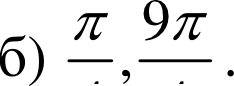 б) π/, 9π/ .